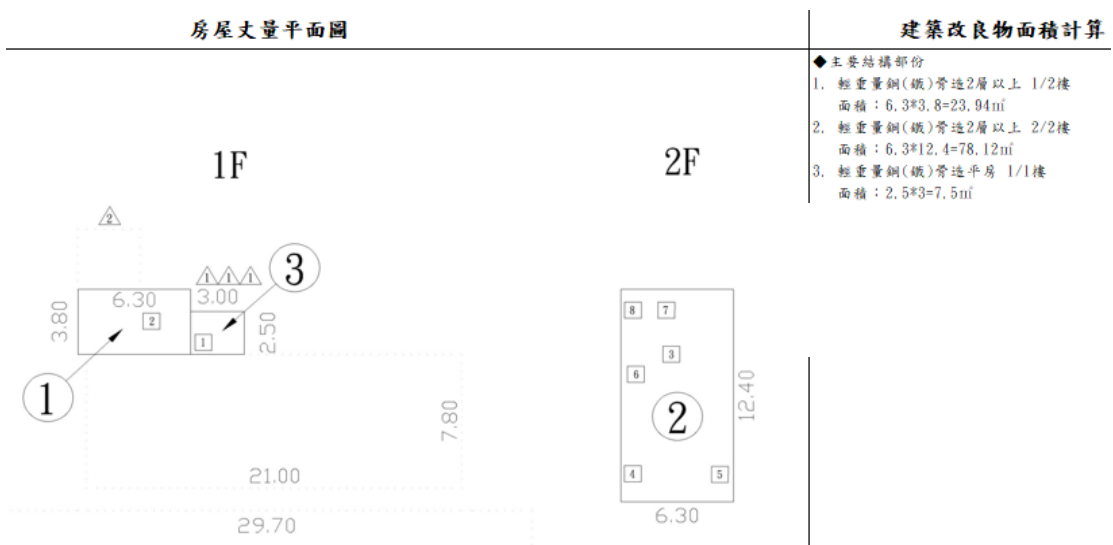 房屋丈量平面圖
建築改良物面積計算
◆主要結構部份
1. 輕重量鋼(鐵)骨造2層以上 1/2樓
面積：6.3*3.8=23.94㎡
2. 輕重量鋼(鐵)骨造2層以上 2/2樓
面積：6.3*12.4=78.12㎡
3. 輕重量鋼(鐵)骨造平房 1/1樓
面積：2.5*3=7.5㎡
1F
2F
2
1 1 1
3
6.30
3.00
3.80
2
1
2.50
1
7.80
21.00
29.70
8 7
3
6
2
12.40
4 5
6.30